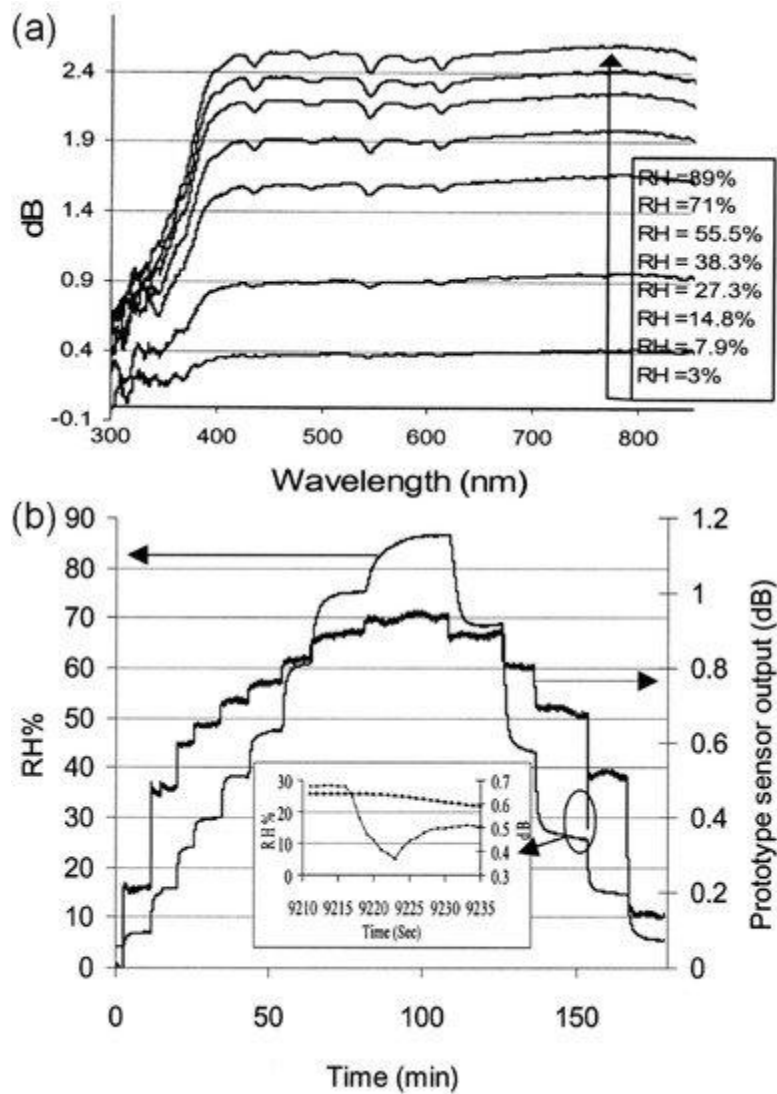 (a)
2.4
1.9
1.4
0.9
0.4
-0.1
dB
300 400 500 600 700 800
Wavelength (nm)
RH =89%
RH =71%
RH = 55.5%
RH =38.3%
RH = 27.3%
RH =14.8%
RH =7.9%
RH =3%
(b)
90
80
70
60
50
40
30
20
10
0
RH%
1.2
1
0.8
0.6
0.4
0.2
0
Prototype sensor output (dB)
30
20
10
0
RH%
0.7
0.6
0.5
0.4
0.3
dB
9210 9215 9220 9225 9230 9235
Time (Sec)
0 50 100 150
Time (min)